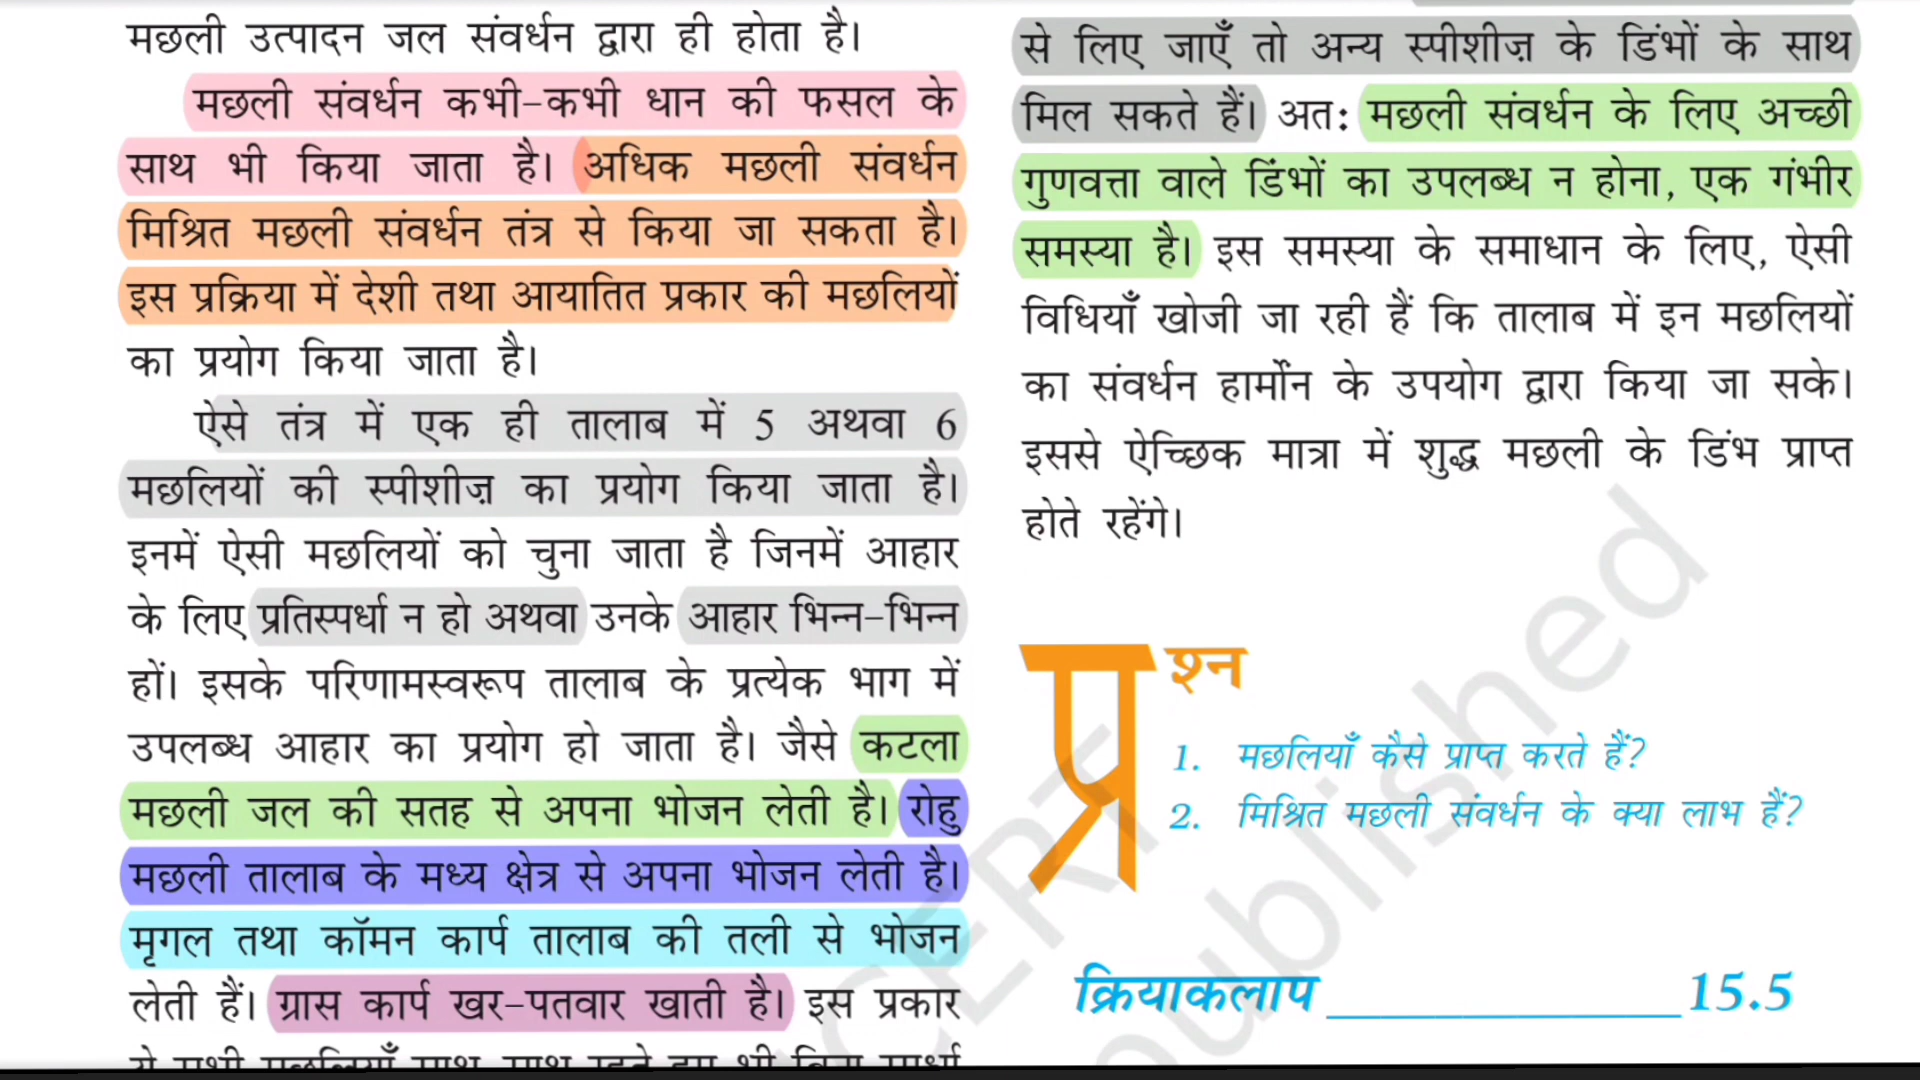 मछली उत्पादन जल संवर्धन द्वारा ही होता है।
मछली संवर्धन कभी-कभी धान की फसल के
साथ भी किया जाता है। अधिक मछली संवर्धन
मिश्रित मछली संवर्धन तंत्र से किया जा सकता है।
इस प्रक्रिया में देशी तथा आयातित प्रकार की मछलियों
का प्रयोग किया जाता है।
ऐसे तंत्र में एक ही तालाब में 5 अथवा 6
मछलियों की स्पीशीज़ का प्रयोग किया जाता है।
इनमें ऐसी मछलियों को चुना जाता है जिनमें आहार
के लिए प्रतिस्पर्धा न हो अथवा उनके आहार भिन्न-भिन्न
हों। इसके परिणामस्वरूप तालाब के प्रत्येक भाग में
उपलब्ध आहार का प्रयोग हो जाता है। जैसे कटला
मछली जल की सतह से अपना भोजन लेती है। रोहु
मछली तालाब के मध्य क्षेत्र से अपना भोजन लेती है।
मृगल तथा कॉमन कार्प तालाब की तली से भोजन
लेती हैं। ग्रास कार्प खर-पतवार खाती है। इस प्रकार
से लिए जाएँ तो अन्य स्पीशीज़ के डिंभों के साथ
मिल सकते हैं। अत: मछली संवर्धन के लिए अच्छी
गुणवत्ता वाले डिंभों का उपलब्ध न होना, एक गंभीर
समस्या है। इस समस्या के समाधान के लिए, ऐसी
विधियाँ खोजी जा रही हैं कि तालाब में इन मछलियों
का संवर्धन हार्मोन के उपयोग द्वारा किया जा सके।
इससे ऐच्छिक मात्रा में शुद्ध मछली के डिंभ प्राप्त
होते रहेंगे।
प्रश्न
1. मछलियाँ कैसे प्राप्त करते हैं?
2. मिश्रित मछली संवर्धन के क्या लाभ हैं?
क्रियाकलाप 15.5